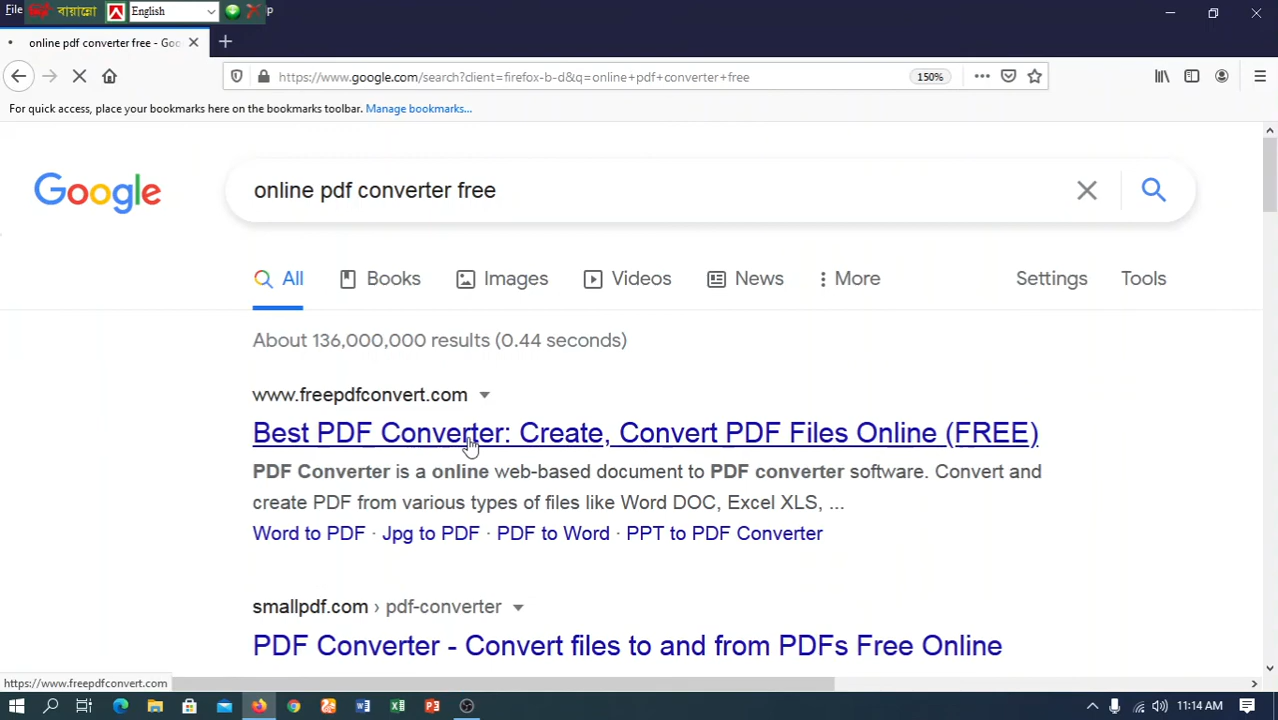 File বায়ান্নো English P
online pdf converter free - Goo
https://www.google.com/search?client=firefox-b-d&q=online+pdf+converter+free 150%
For quick access, place your bookmarks here on the bookmarks toolbar. Manage bookmarks...
Google online pdf converter free
All Books Images Videos News More Settings Tools
About 136,000,000 results (0.44 seconds)
www.freepdfconvert.com
Best PDF Converter: Create, Convert PDF Files Online (FREE)
PDF Converter is a online web-based document to PDF converter software. Convert and
create PDF from various types of files like Word DOC, Excel XLS, ...
Word to PDF · Jpg to PDF · PDF to Word · PPT to PDF Converter
smallpdf.com › pdf-converter
PDF Converter - Convert files to and from PDFs Free Online
https://www.freepdfconvert.com
11:14 AM